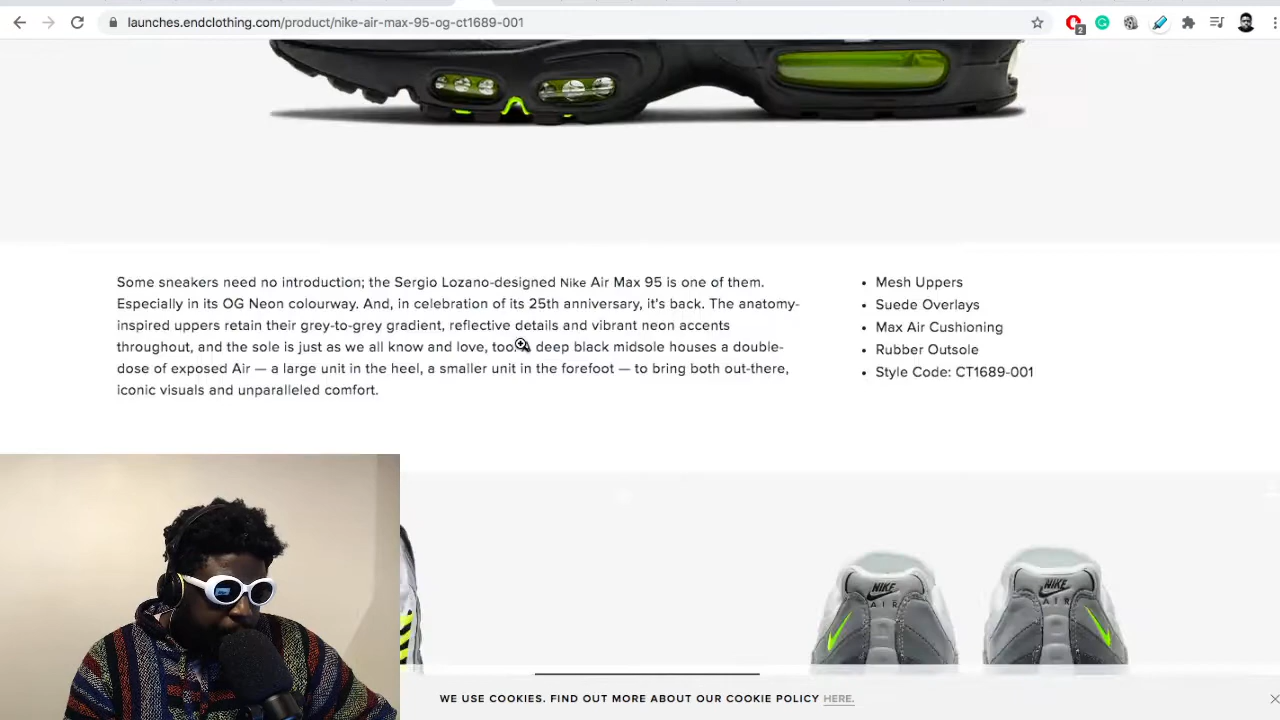 launches.endclothing.com/product/nike-air-max-95-og-ct1689-001
2
Some sneakers need no introduction; the Sergio Lozano-designed Nike Air Max 95 is one of them.
Especially in its OG Neon colourway. And, in celebration of its 25th anniversary, it's back. The anatomy-
inspired uppers retain their grey-to-grey gradient, reflective details and vibrant neon accents
throughout, and the sole is just as we all know and love, too. A deep black midsole houses a double-
dose of exposed Air — a large unit in the heel, a smaller unit in the forefoot — to bring both out-there,
iconic visuals and unparalleled comfort.
• Mesh Uppers
• Suede Overlays
• Max Air Cushioning
• Rubber Outsole
• Style Code: CT1689-001
NIKE
AIR
NIKE
AIR
WE USE COOKIES. FIND OUT MORE ABOUT OUR COOKIE POLICY HERE.